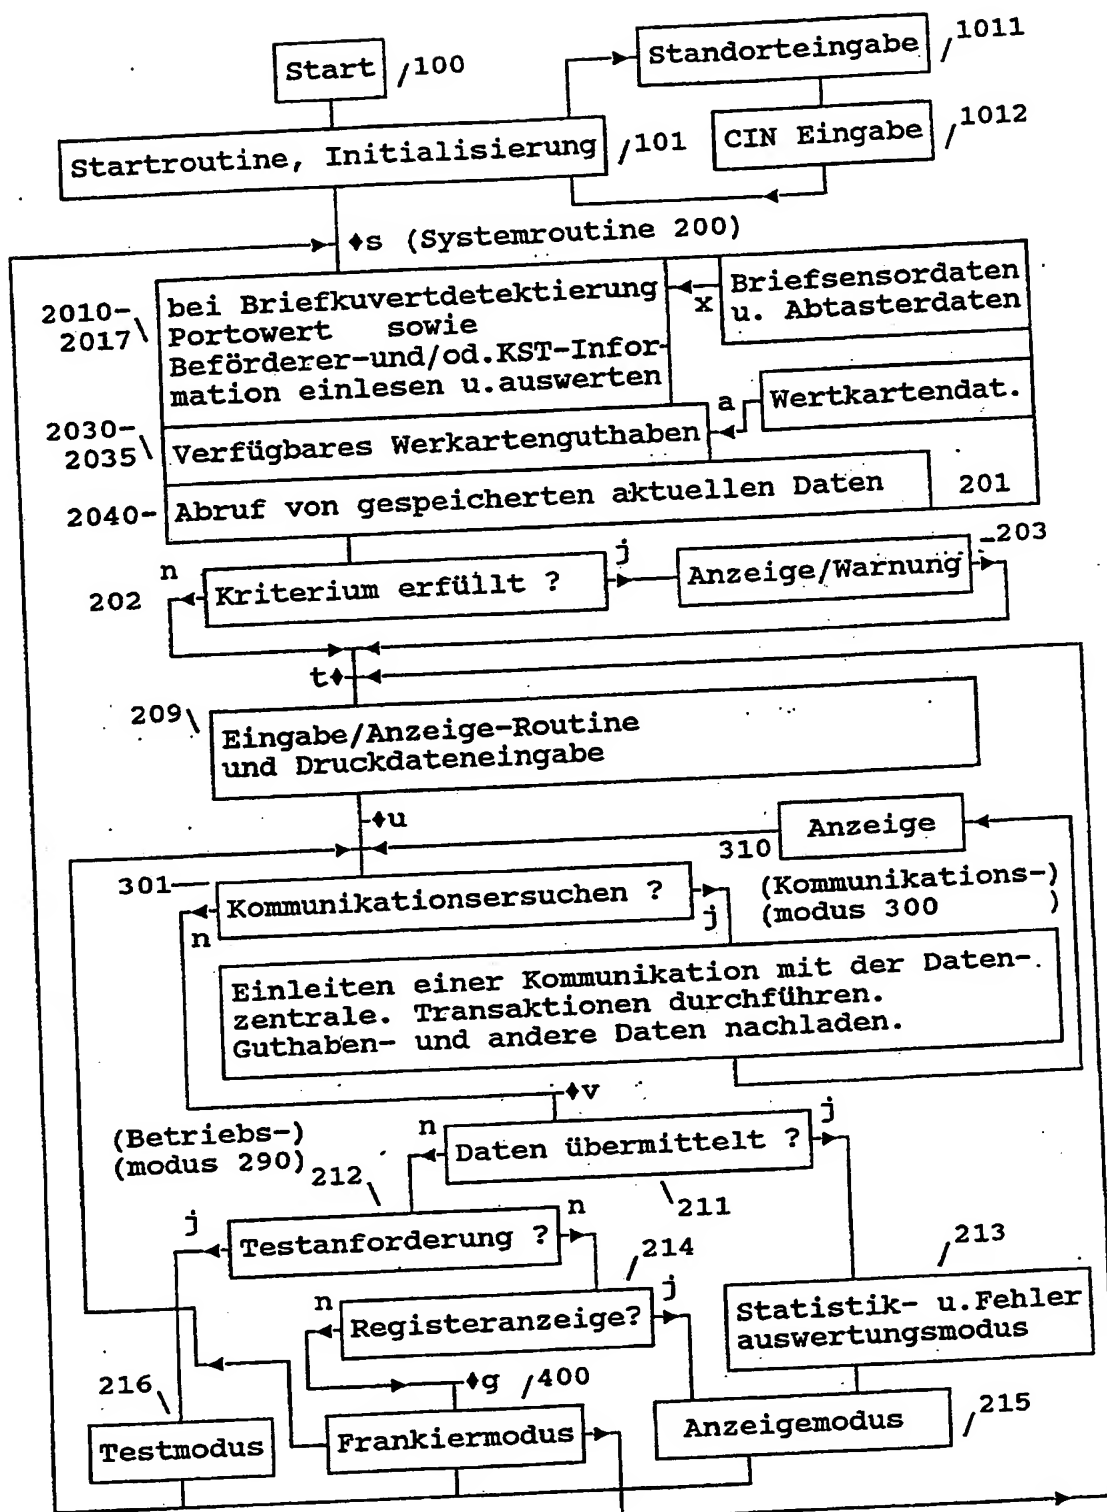 Start /100
Standorteingabe /1011
Startroutine, Initialisierung /101
CIN Eingabe /1012
♦s (Systemroutine 200)
2010-
2017\
bei Briefkuvertdetektierung
Portowert sowie
Beförderer-und/od.KST-Infor-
mation einlesen u.auswerten
x
Briefsensordaten
u. Abtasterdaten
2030-
2035\
Verfügbares Werkartenguthaben
a
Wertkartendat.
2040-
Abruf von gespeicherten aktuellen Daten
201
n
202
Kriterium erfüllt ?
j
Anzeige/Warnung
203
t♦
209\
Eingabe/Anzeige-Routine
und Druckdateneingabe
♦u
Anzeige
310
301
Kommunikationsersuchen ?
n
j
(Kommunikations-)
(modus 300 )
Einleiten einer Kommunikation mit der Daten-
zentrale. Transaktionen durchführen.
Guthaben- und andere Daten nachladen.
♦v
(Betriebs-)
(modus 290)
n
Daten übermittelt ?
j
\211
212\
j
Testanforderung ?
n
/214
/213
n
Registeranzeige?
j
Statistik- u.Fehler
auswertungsmodus
♦g /400
216\
Testmodus
Frankiermodus
Anzeigemodus
/215